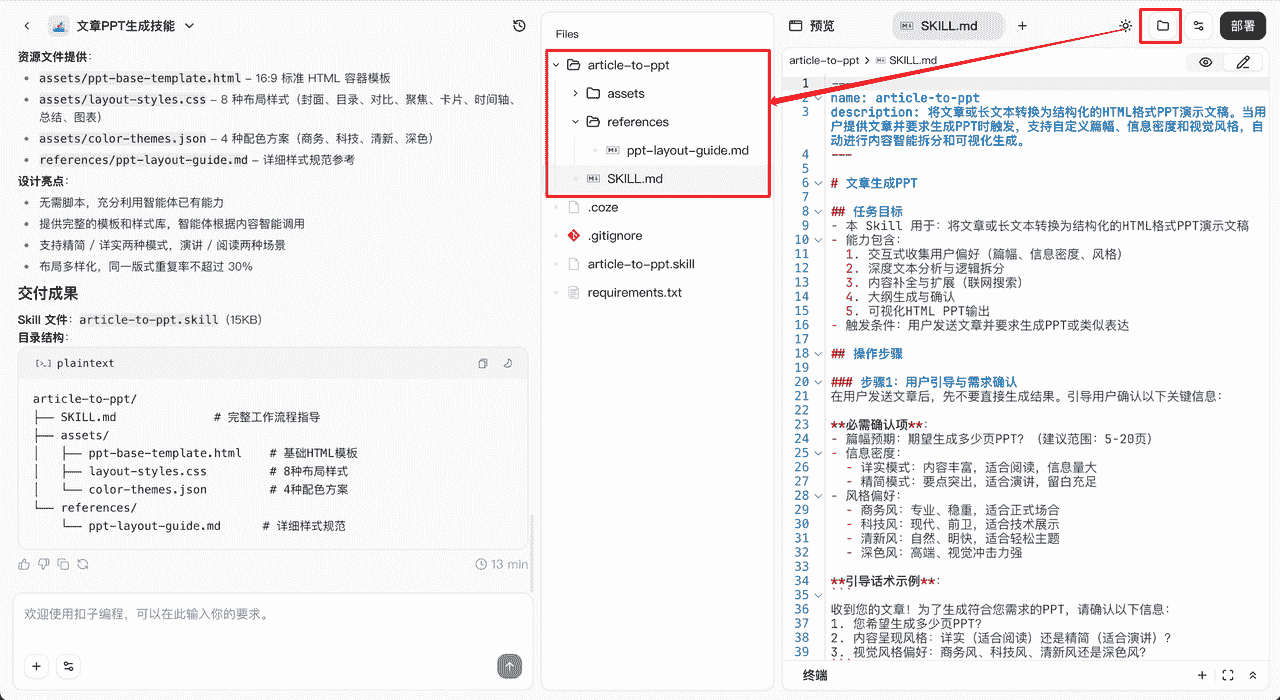 文章PPT生成技能
资源文件提供：
assets/ppt-base-template.html – 16:9 标准 HTML 容器模板
assets/layout-styles.css – 8 种布局样式（封面、目录、对比、聚焦、卡片、时间轴、
总结、图表）
assets/color-themes.json – 4 种配色方案（商务、科技、清新、深色）
references/ppt-layout-guide.md – 详细样式规范参考
设计亮点：
无需脚本，充分利用智能体已有能力
提供完整的模板和样式库，智能体根据内容智能调用
支持精简 / 详实两种模式，演讲 / 阅读两种场景
布局多样化，同一版式重复率不超过 30%
交付成果
Skill 文件：article-to-ppt.skill（15KB）
目录结构：
plaintext
article-to-ppt/
├── SKILL.md # 完整工作流程指导
├── assets/
│ ├── ppt-base-template.html # 基础HTML模板
│ ├── layout-styles.css # 8种布局样式
│ └── color-themes.json # 4种配色方案
└── references/
└── ppt-layout-guide.md # 详细样式规范
13 min
欢迎使用扣子编程，可以在此输入你的要求。
Files
article-to-ppt
assets
references
ppt-layout-guide.md
SKILL.md
.coze
.gitignore
article-to-ppt.skill
requirements.txt
预览
SKILL.md
部署
article-to-ppt > SKILL.md
1 ---
2 name: article-to-ppt
3 description: 将文章或长文本转换为结构化的HTML格式PPT演示文稿。当用
户提供文章并要求生成PPT时触发，支持自定义篇幅、信息密度和视觉风格，自
动进行内容智能拆分和可视化生成。
4 ---
5
6 # 文章生成PPT
7
8 ## 任务目标
9 - 本 Skill 用于：将文章或长文本转换为结构化的HTML格式PPT演示文稿
10 - 能力包含：
11 1. 交互式收集用户偏好（篇幅、信息密度、风格）
12 2. 深度文本分析与逻辑拆分
13 3. 内容补全与扩展（联网搜索）
14 4. 大纲生成与确认
15 5. 可视化HTML PPT输出
16 - 触发条件：用户发送文章并要求生成PPT或类似表达
17
18 ## 操作步骤
19
20 ### 步骤1：用户引导与需求确认
21 在用户发送文章后，先不要直接生成结果。引导用户确认以下关键信息：
22
23 **必需确认项**：
24 - 篇幅预期：期望生成多少页PPT？（建议范围：5-20页）
25 - 信息密度：
26 - 详实模式：内容丰富，适合阅读，信息量大
27 - 精简模式：要点突出，适合演讲，留白充足
28 - 风格偏好：
29 - 商务风：专业、稳重，适合正式场合
30 - 科技风：现代、前卫，适合技术展示
31 - 清新风：自然、明快，适合轻松主题
32 - 深色风：高端、视觉冲击力强
33
34 **引导话术示例**：
35 ```
36 收到您的文章！为了生成符合您需求的PPT，请确认以下信息：
37 1. 您希望生成多少页PPT？
38 2. 内容呈现风格：详实（适合阅读）还是精简（适合演讲）？
39 3. 视觉风格偏好：商务风、科技风、清新风还是深色风？
终端